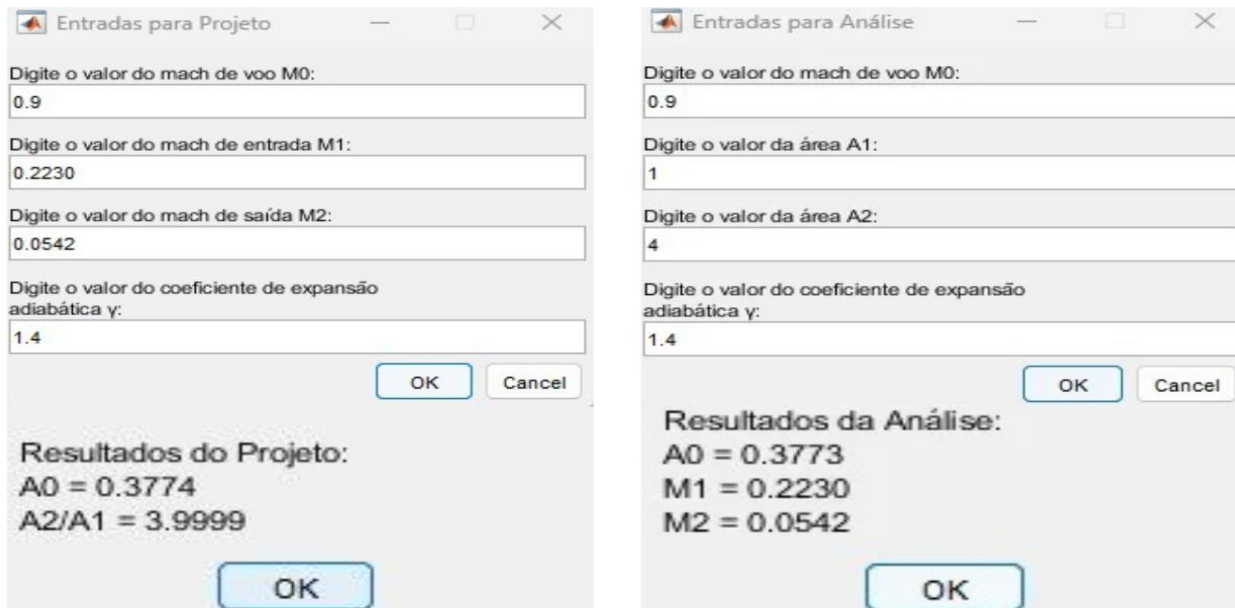 Entradas para Projeto
Digite o valor do mach de voo M0:
0.9
Digite o valor do mach de entrada M1:
0.2230
Digite o valor do mach de saída M2:
0.0542
Digite o valor do coeficiente de expansão
adiabática γ:
1.4
OK Cancel
Resultados do Projeto:
A0 = 0.3774
A2/A1 = 3.9999
OK
Entradas para Análise
Digite o valor do mach de voo M0:
0.9
Digite o valor da área A1:
1
Digite o valor da área A2:
4
Digite o valor do coeficiente de expansão
adiabática γ:
1.4
OK Cancel
Resultados da Análise:
A0 = 0.3773
M1 = 0.2230
M2 = 0.0542
OK